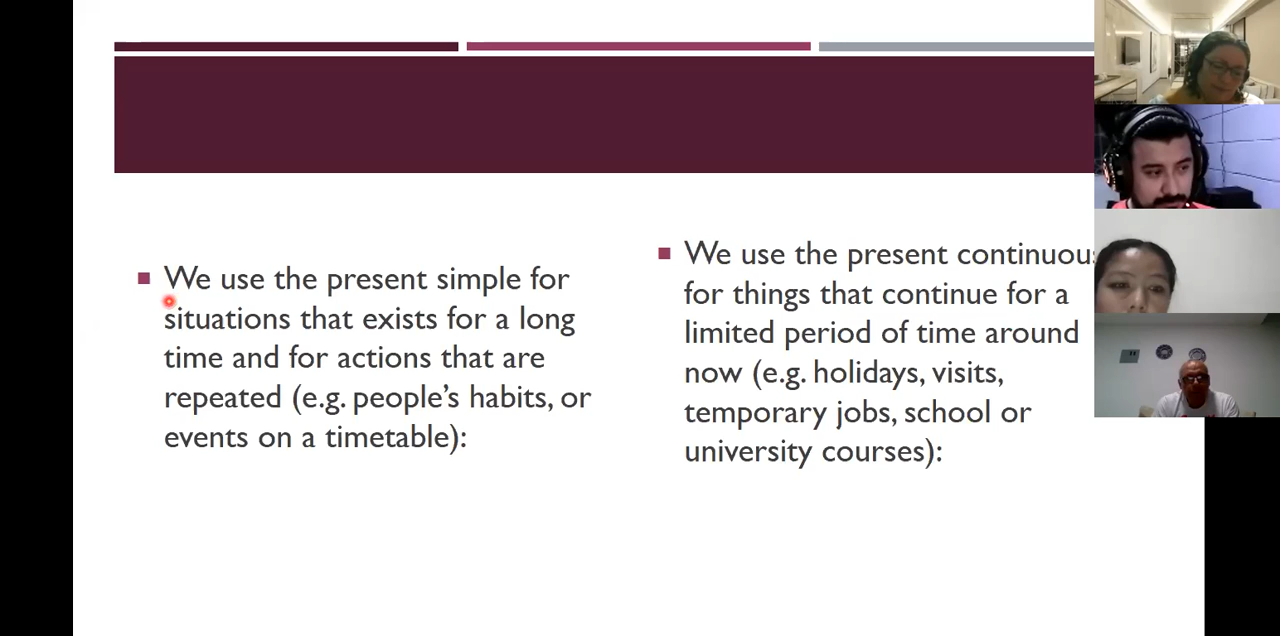 We use the present simple for
situations that exists for a long
time and for actions that are
repeated (e.g. people's habits, or
events on a timetable):
We use the present continuou
for things that continue for a
limited period of time around
now (e.g. holidays, visits,
temporary jobs, school or
university courses):